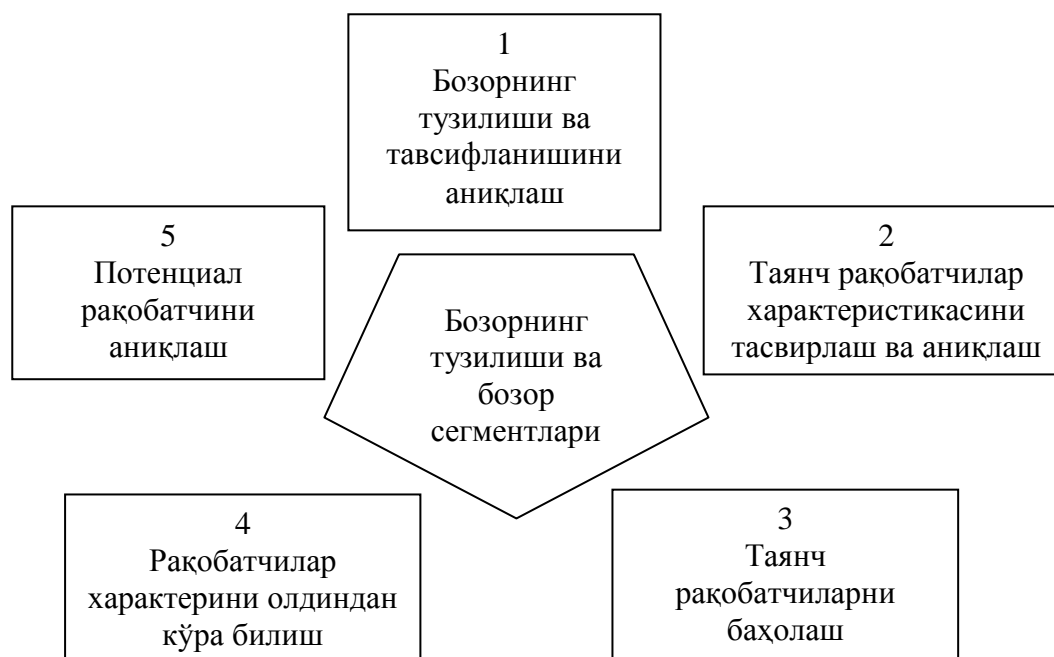 1
Бозорнинг
тузилиши ва
тавсифланишини
аниқлаш
5
Потенциал
рақобатчини
аниқлаш
2
Таянч рақобатчилар
характеристикасини
тасвирлаш ва аниқлаш
Бозорнинг
тузилиши ва
бозор
сегментлари
4
Рақобатчилар
характерини олдиндан
кўра билиш
3
Таянч
рақобатчиларни
баҳолаш